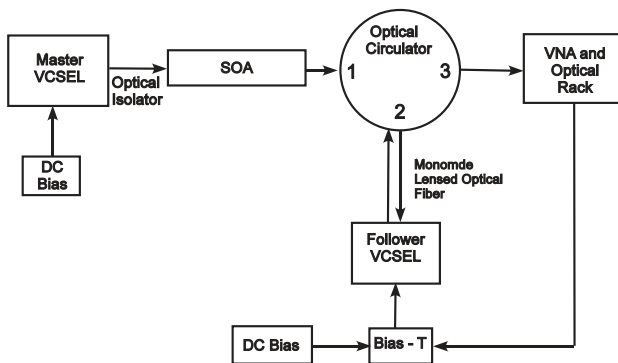 Master
VCSEL
Optical
Isolator
SOA
Optical
Circulator
1
3
2
VNA and
Optical
Rack
DC
Bias
Monomde
Lensed Optical
Fiber
Follower
VCSEL
DC Bias
Bias - T